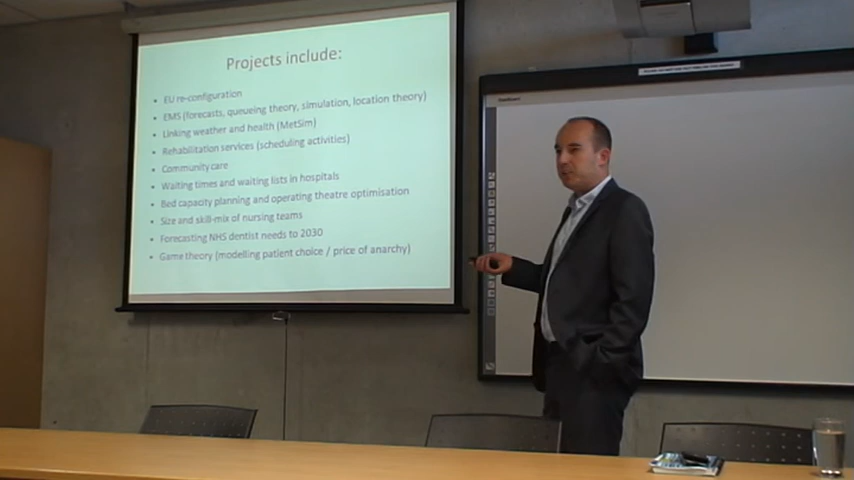 Projects include:
• EU re-configuration
• EMS (forecasts, queueing theory, simulation, location theory)
• Linking weather and health (MetSim)
• Rehabilitation services (scheduling activities)
• Community care
• Waiting times and waiting lists in hospitals
• Bed capacity planning and operating theatre optimisation
• Size and skill-mix of nursing teams
• Forecasting NHS dentist needs to 2030
• Game theory (modelling patient choice / price of anarchy)